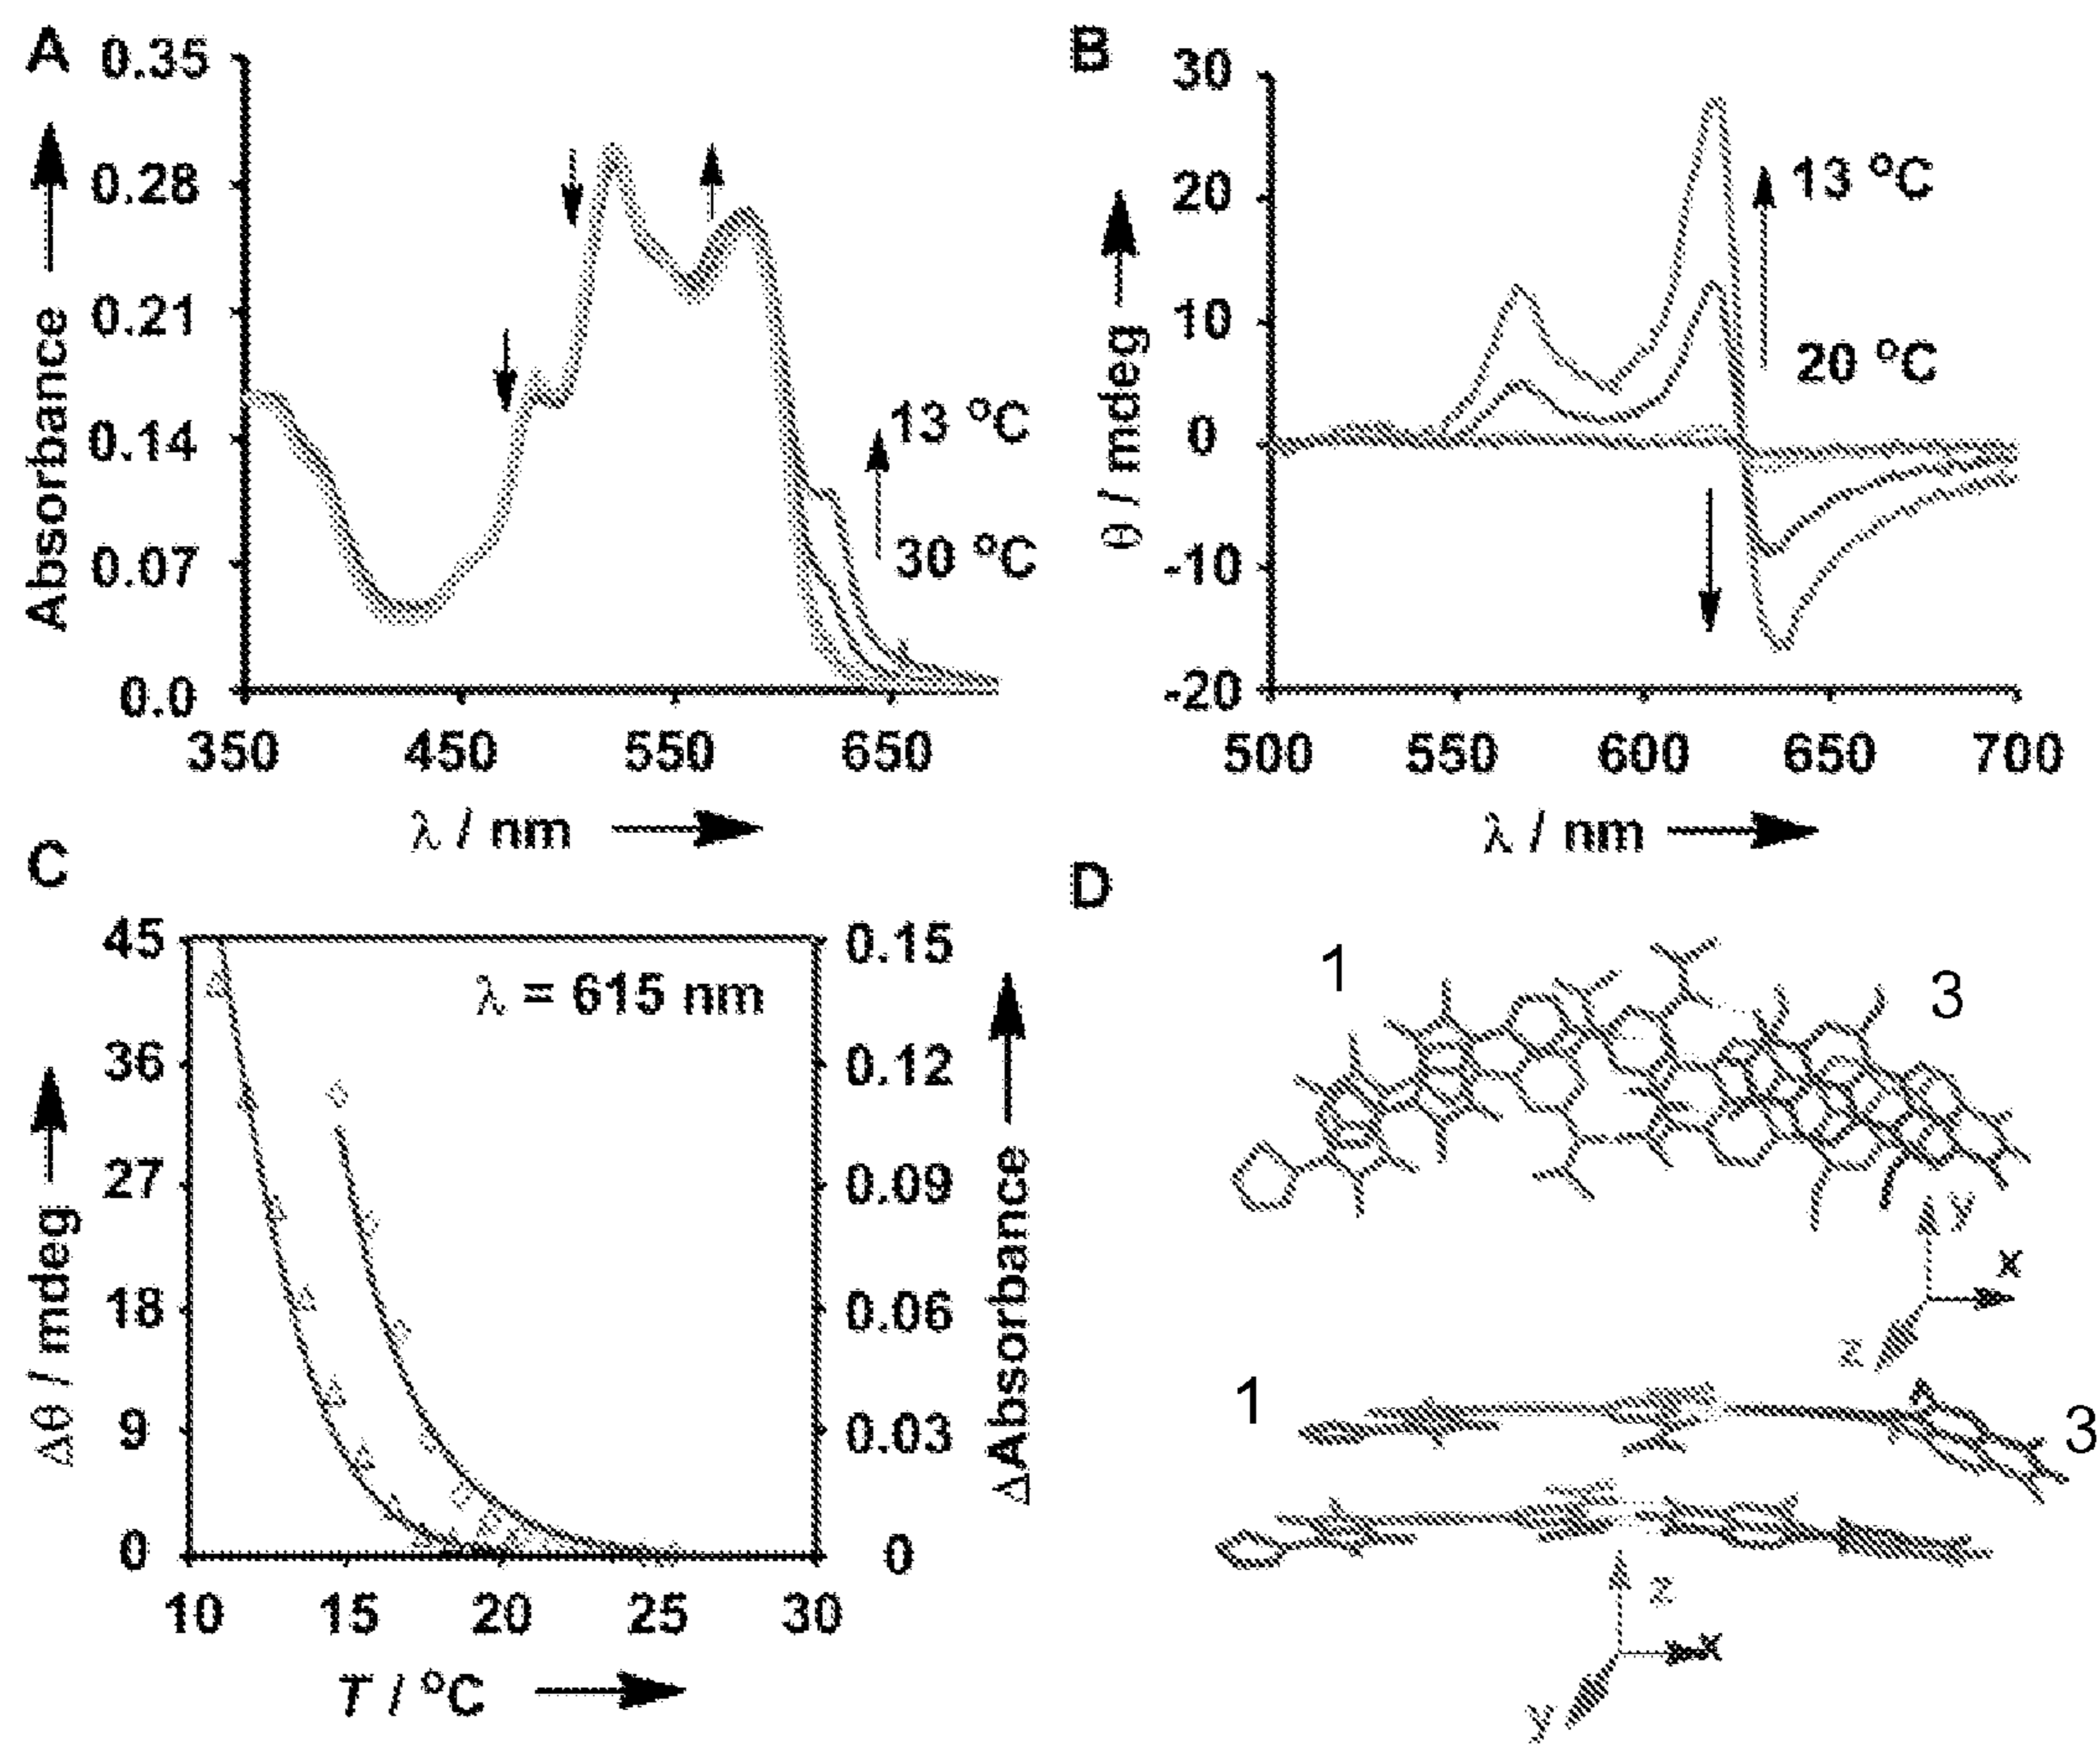 A
0.35
0.28
0.21
0.14
0.07
0.0
Absorbance
350 450 550 650
λ / nm
13 °C
30 °C
B
30
20
10
0
-10
-20
θ / mdeg
500 550 600 650 700
λ / nm
13 °C
20 °C
C
45
36
27
18
9
0
Δθ / mdeg
λ = 615 nm
0.15
0.12
0.09
0.06
0.03
0
ΔAbsorbance
10 15 20 25 30
T / °C
D
1
3
y
x
z
1
3
z
x
y